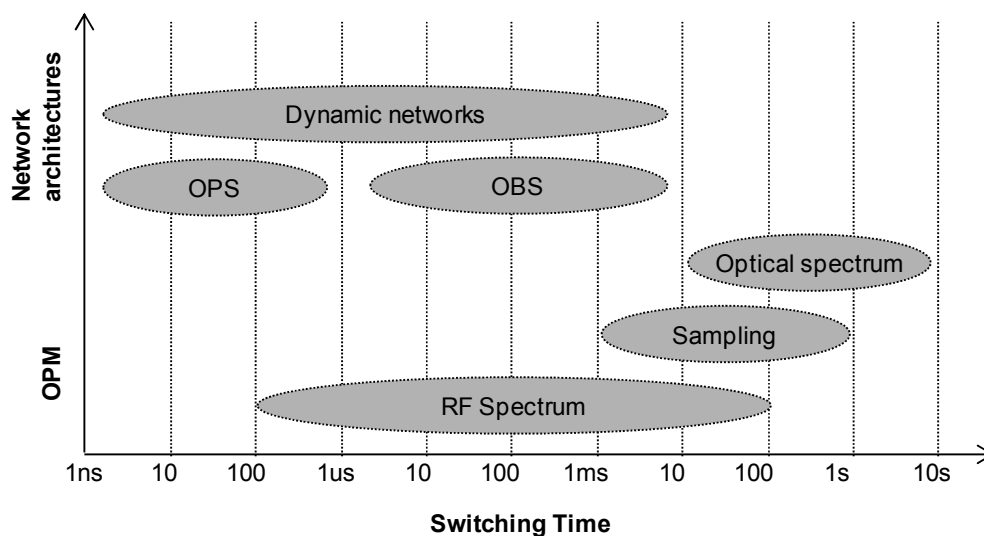 Network
architectures
Dynamic networks
OPS
OBS
Optical spectrum
Sampling
OPM
RF Spectrum
1ns 10 100 1us 10 100 1ms 10 100 1s 10s
Switching Time